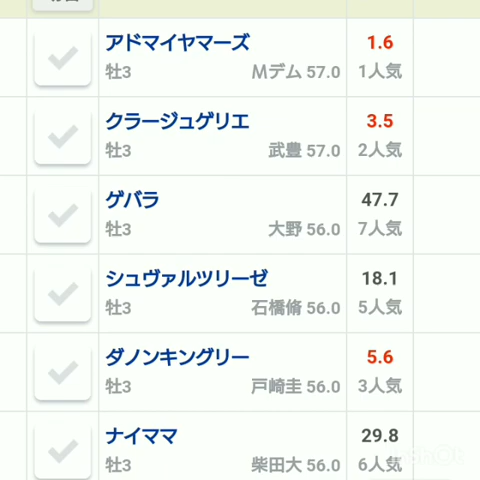 アドマイヤマーズ 1.6
牡3 Mデム 57.0 1人気
クラージュゲリエ 3.5
牡3 武豊 57.0 2人気
ゲバラ 47.7
牡3 大野 56.0 7人気
シュヴァルツリーゼ 18.1
牡3 石橋脩 56.0 5人気
ダノンキングリー 5.6
牡3 戸崎圭 56.0 3人気
ナイママ 29.8
牡3 柴田大 56.0 6人気